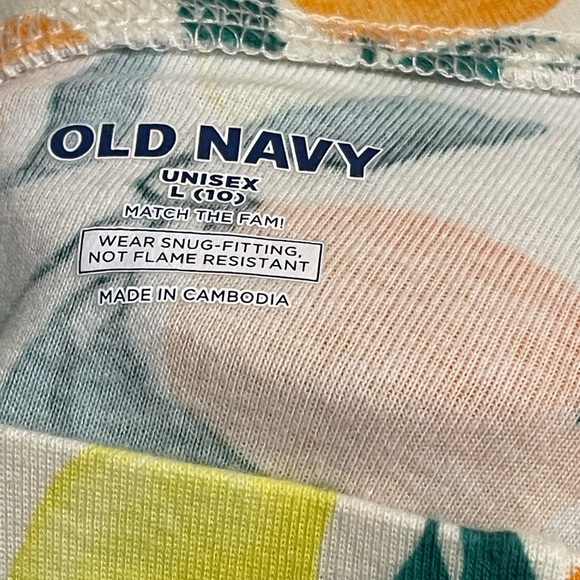 OLD NAVY
UNISEX
L (10)
MATCH THE FAM!
WEAR SNUG-FITTING,
NOT FLAME RESISTANT
MADE IN CAMBODIA